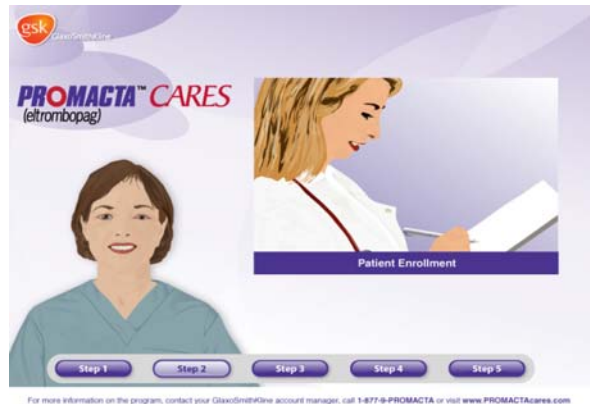 gsk
GlaxoSmithKline
PROMACTA™ CARES
(eltrombopag)
Patient Enrollment
Step 1
Step 2
Step 3
Step 4
Step 5
For more information on the program, contact your GlaxoSmithKline account manager, call 1-877-9-PROMACTA or visit www.PROMACTAcares.com